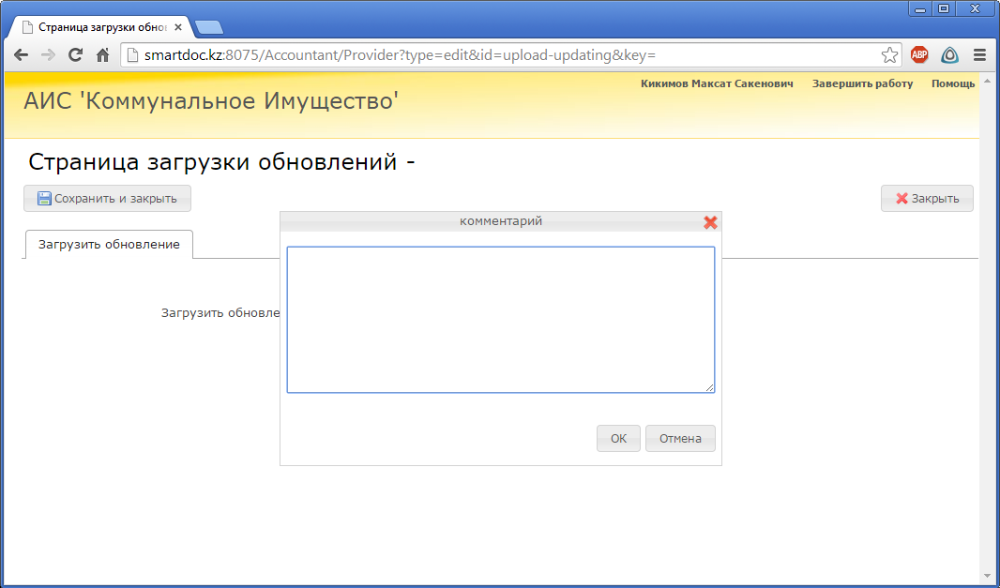 Страница загрузки обно
smartdoc.kz:8075/Accountant/Provider?type=edit&id=upload-updating&key=
ABP
Кикимов Максат Сакенович Завершить работу Помощь
АИС 'Коммунальное Имущество'
Страница загрузки обновлений -
Сохранить и закрыть Закрыть
комментарий
Загрузить обновление
Загрузить обновле
ОК Отмена